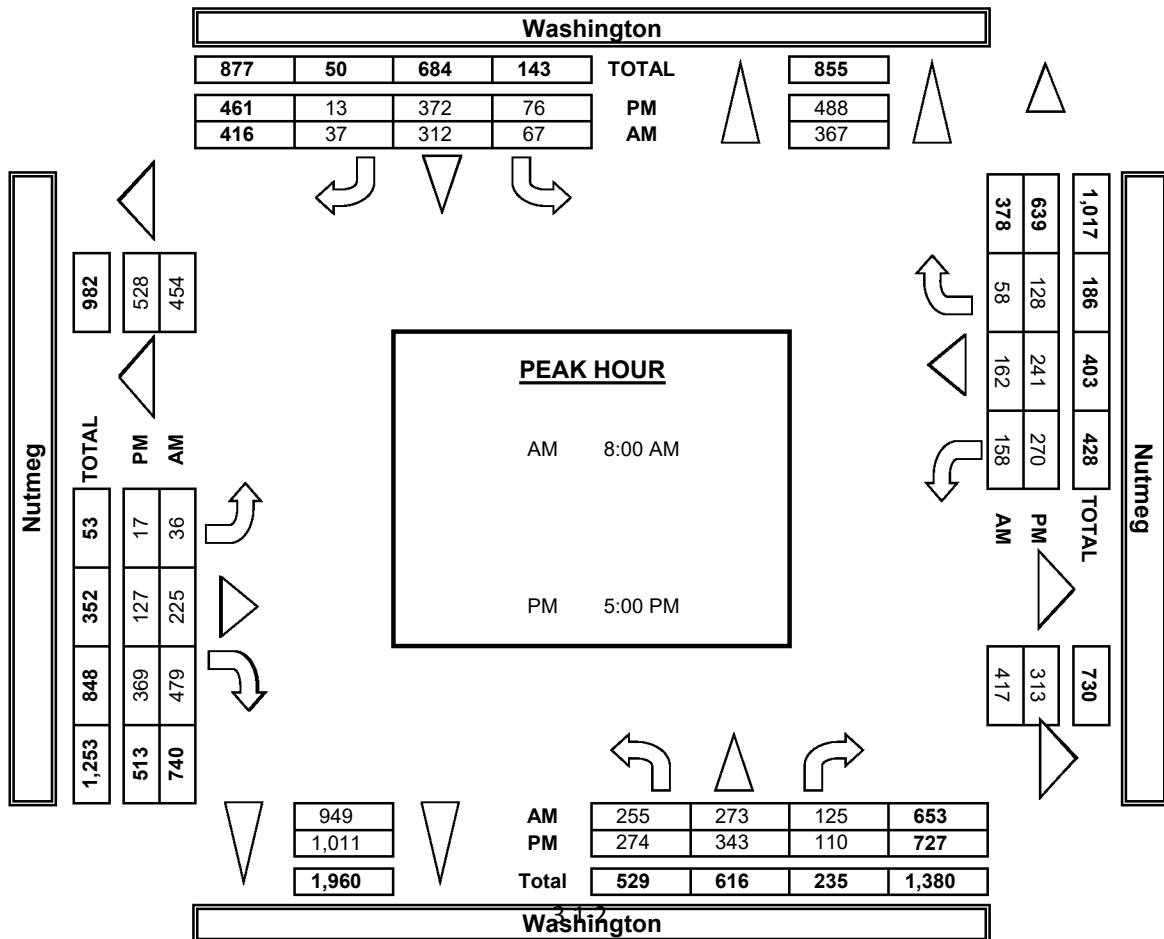 Washington
877 50 684 143 TOTAL 855
461 13 372 76 PM 488
416 37 312 67 AM 367
Nutmeg
982
528
454
TOTAL 53 352 848 1,253
PM 17 127 369 513
AM 36 225 479 740
PEAK HOUR
AM 8:00 AM
PM 5:00 PM
1,017 186 403 428 TOTAL 730
639 128 241 270 PM 313
378 58 162 158 AM 417
Nutmeg
949 AM 255 273 125 653
1,011 PM 274 343 110 727
1,960 Total 529 616 235 1,380
Washington
3.1-2